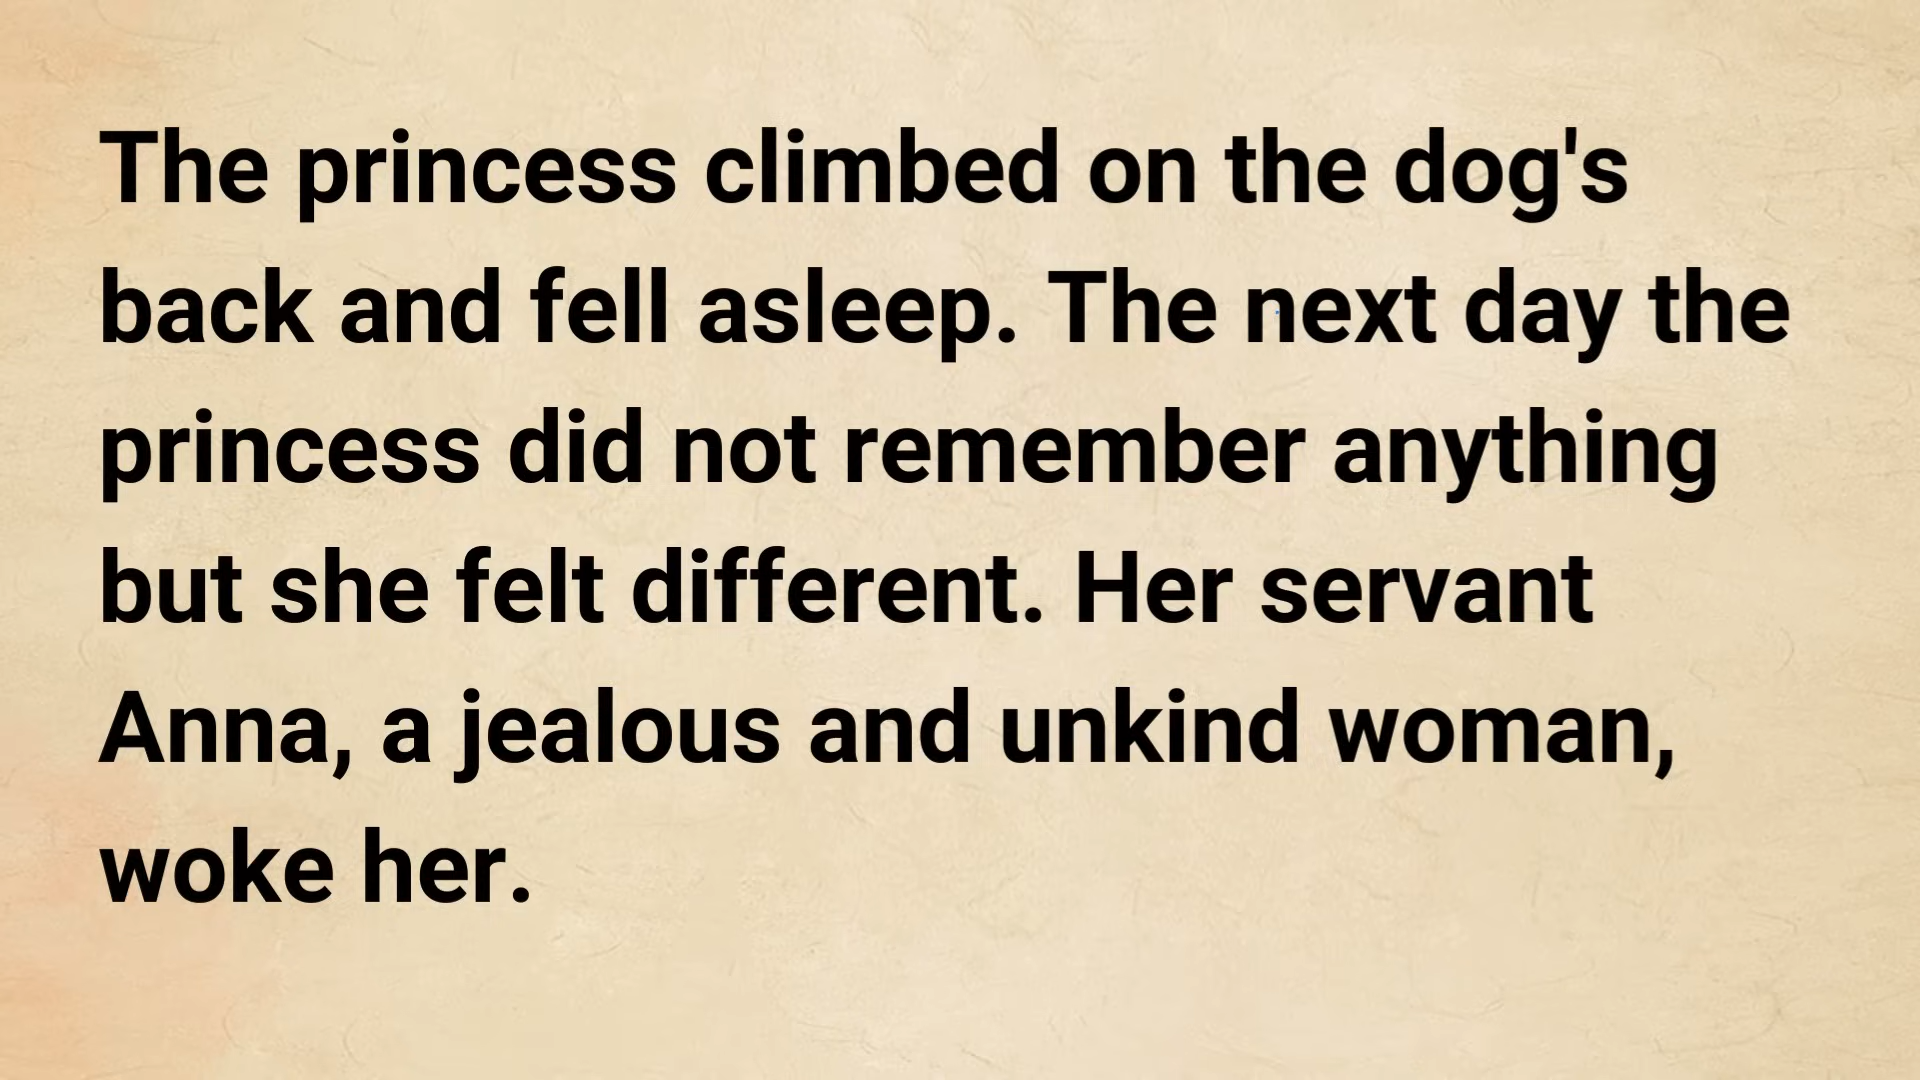 The princess climbed on the dog's
back and fell asleep. The next day the
princess did not remember anything
but she felt different. Her servant
Anna, a jealous and unkind woman,
woke her.